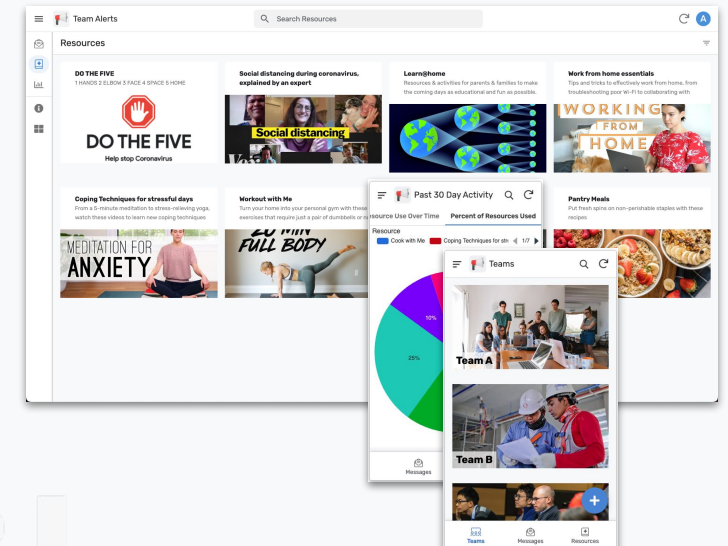 Team Alerts
Search Resources
A
Resources
DO THE FIVE
1 HANDS 2 ELBOW 3 FACE 4 SPACE 5 HOME
DO THE FIVE
Help stop Coronavirus
Social distancing during coronavirus,
explained by an expert
Social distancing
Vox
Learn@home
Resources & activities for parents & families to make
the coming days as educational and fun as possible.
Work from home essentials
Tips and tricks to effectively work from home, from
troubleshooting poor Wi-Fi to collaborating with
WORKING
FROM
HOME
Coping Techniques for stressful days
From a 5-minute meditation to stress-relieving yoga,
watch these videos to learn new coping techniques
MEDITATION FOR
ANXIETY
Workout with Me
Turn your home into your personal gym with these
exercises that require just a pair of dumbbells or
20 MIN
FULL BODY
Pantry Meals
Put fresh spins on non-perishable staples with these
recipes
Past 30 Day Activity
source Use Over Time
Percent of Resources Used
Resource
Cook with Me
Coping Techniques for
1/7
10%
25%
Messages
Teams
Team A
Team B
Teams
Messages
Resources